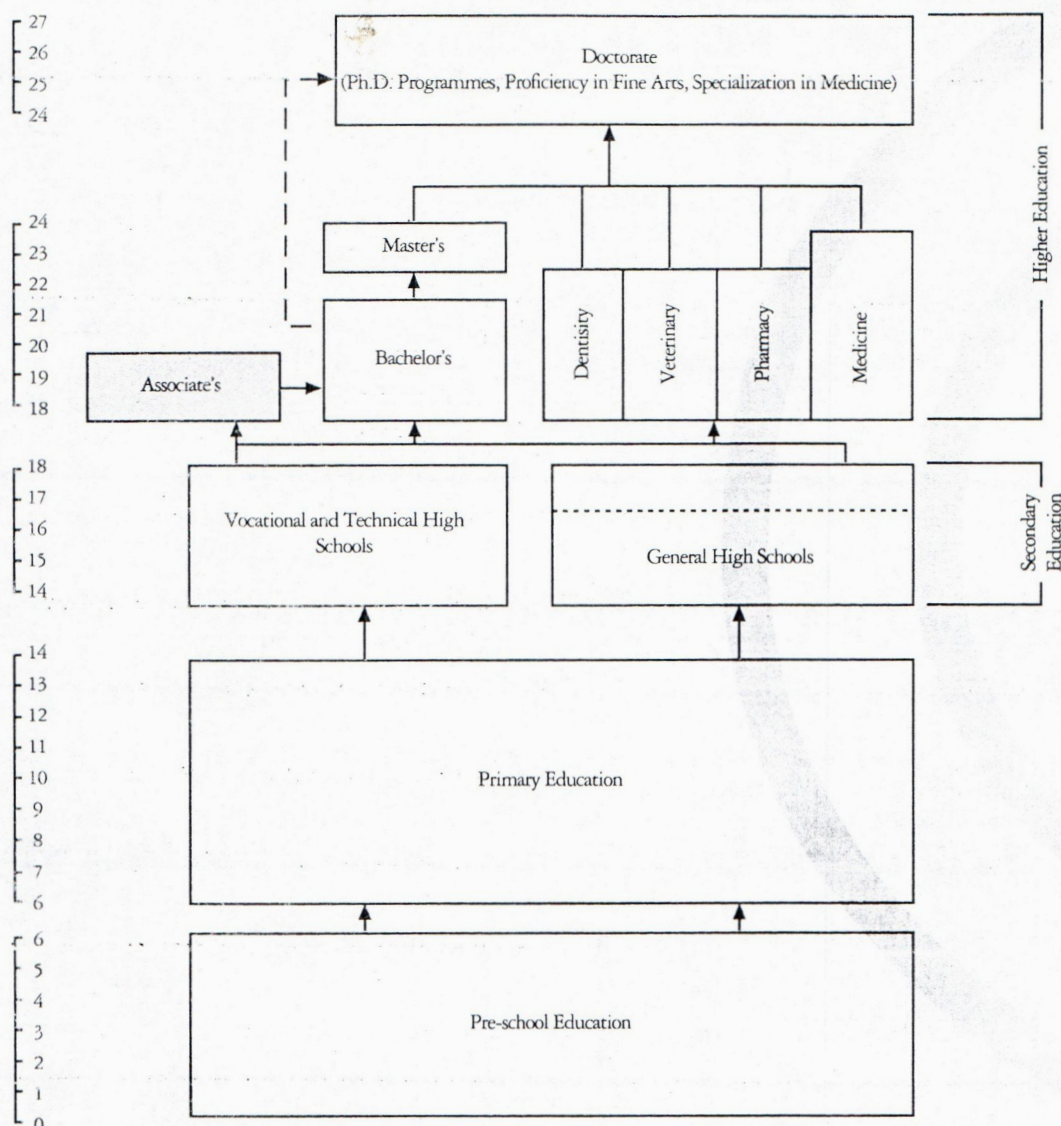 27
26
25
24
Doctorate
(Ph.D. Programmes, Proficiency in Fine Arts, Specialization in Medicine)
Higher Education
24
23
22
21
20
19
18
Master's
Bachelor's
Associate's
Dentisity
Veterinary
Pharmacy
Medicine
18
17
16
15
14
Vocational and Technical High
Schools
General High Schools
Secondary
Education
14
13
12
11
10
9
8
7
6
Primary Education
6
5
4
3
2
1
0
Pre-school Education